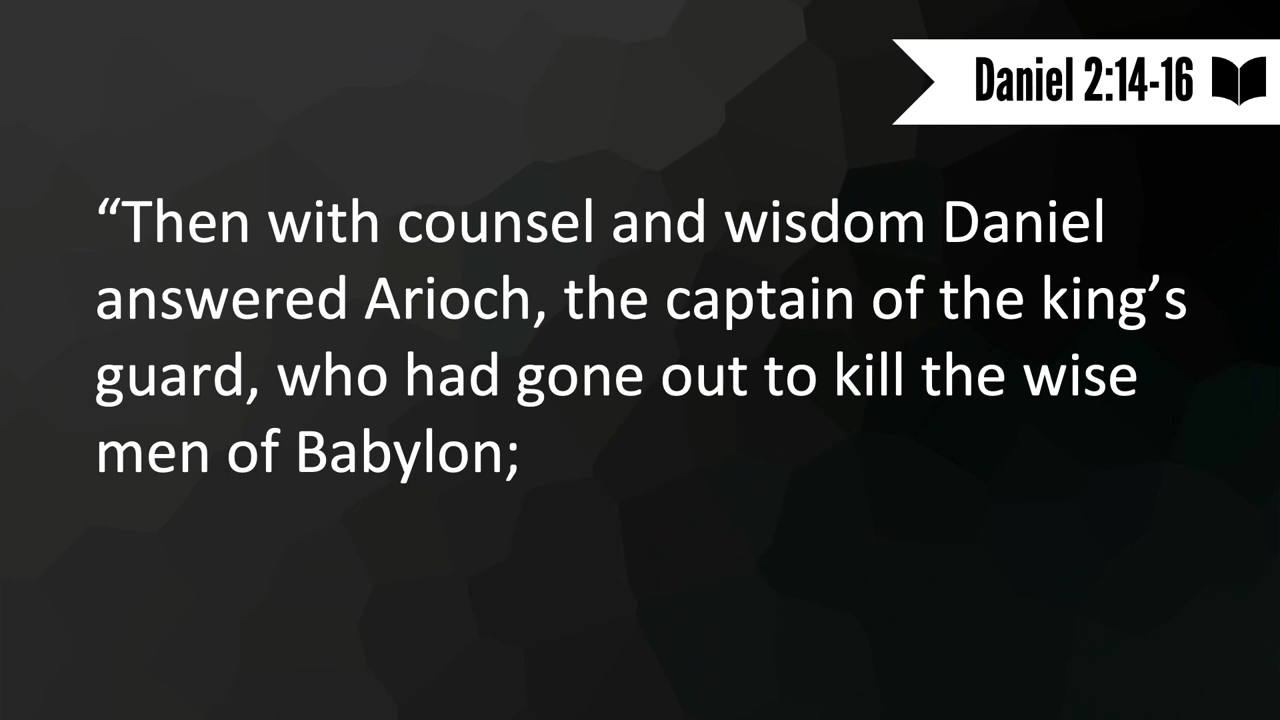 Daniel 2:14-16
“Then with counsel and wisdom Daniel
answered Arioch, the captain of the king’s
guard, who had gone out to kill the wise
men of Babylon;